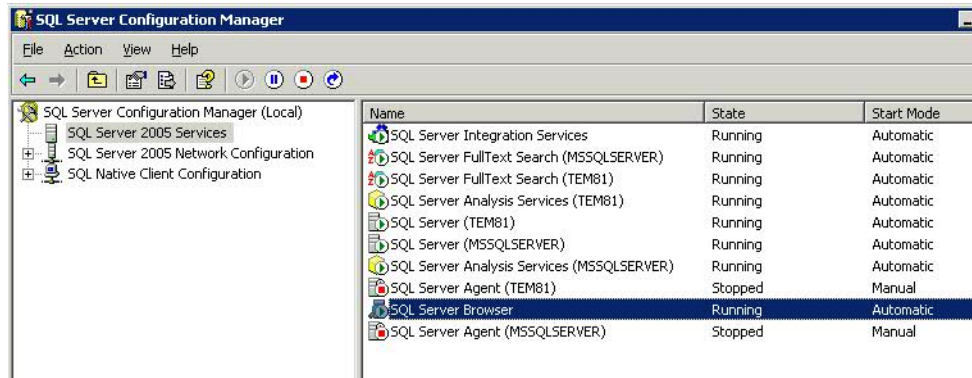 SQL Server Configuration Manager
File Action View Help
SQL Server Configuration Manager (Local)
SQL Server 2005 Services
SQL Server 2005 Network Configuration
SQL Native Client Configuration
Name State Start Mode
SQL Server Integration Services Running Automatic
SQL Server FullText Search (MSSQLSERVER) Running Automatic
SQL Server FullText Search (TEM81) Running Automatic
SQL Server Analysis Services (TEM81) Running Automatic
SQL Server (TEM81) Running Automatic
SQL Server (MSSQLSERVER) Running Automatic
SQL Server Analysis Services (MSSQLSERVER) Running Automatic
SQL Server Agent (TEM81) Stopped Manual
SQL Server Browser Running Automatic
SQL Server Agent (MSSQLSERVER) Stopped Manual